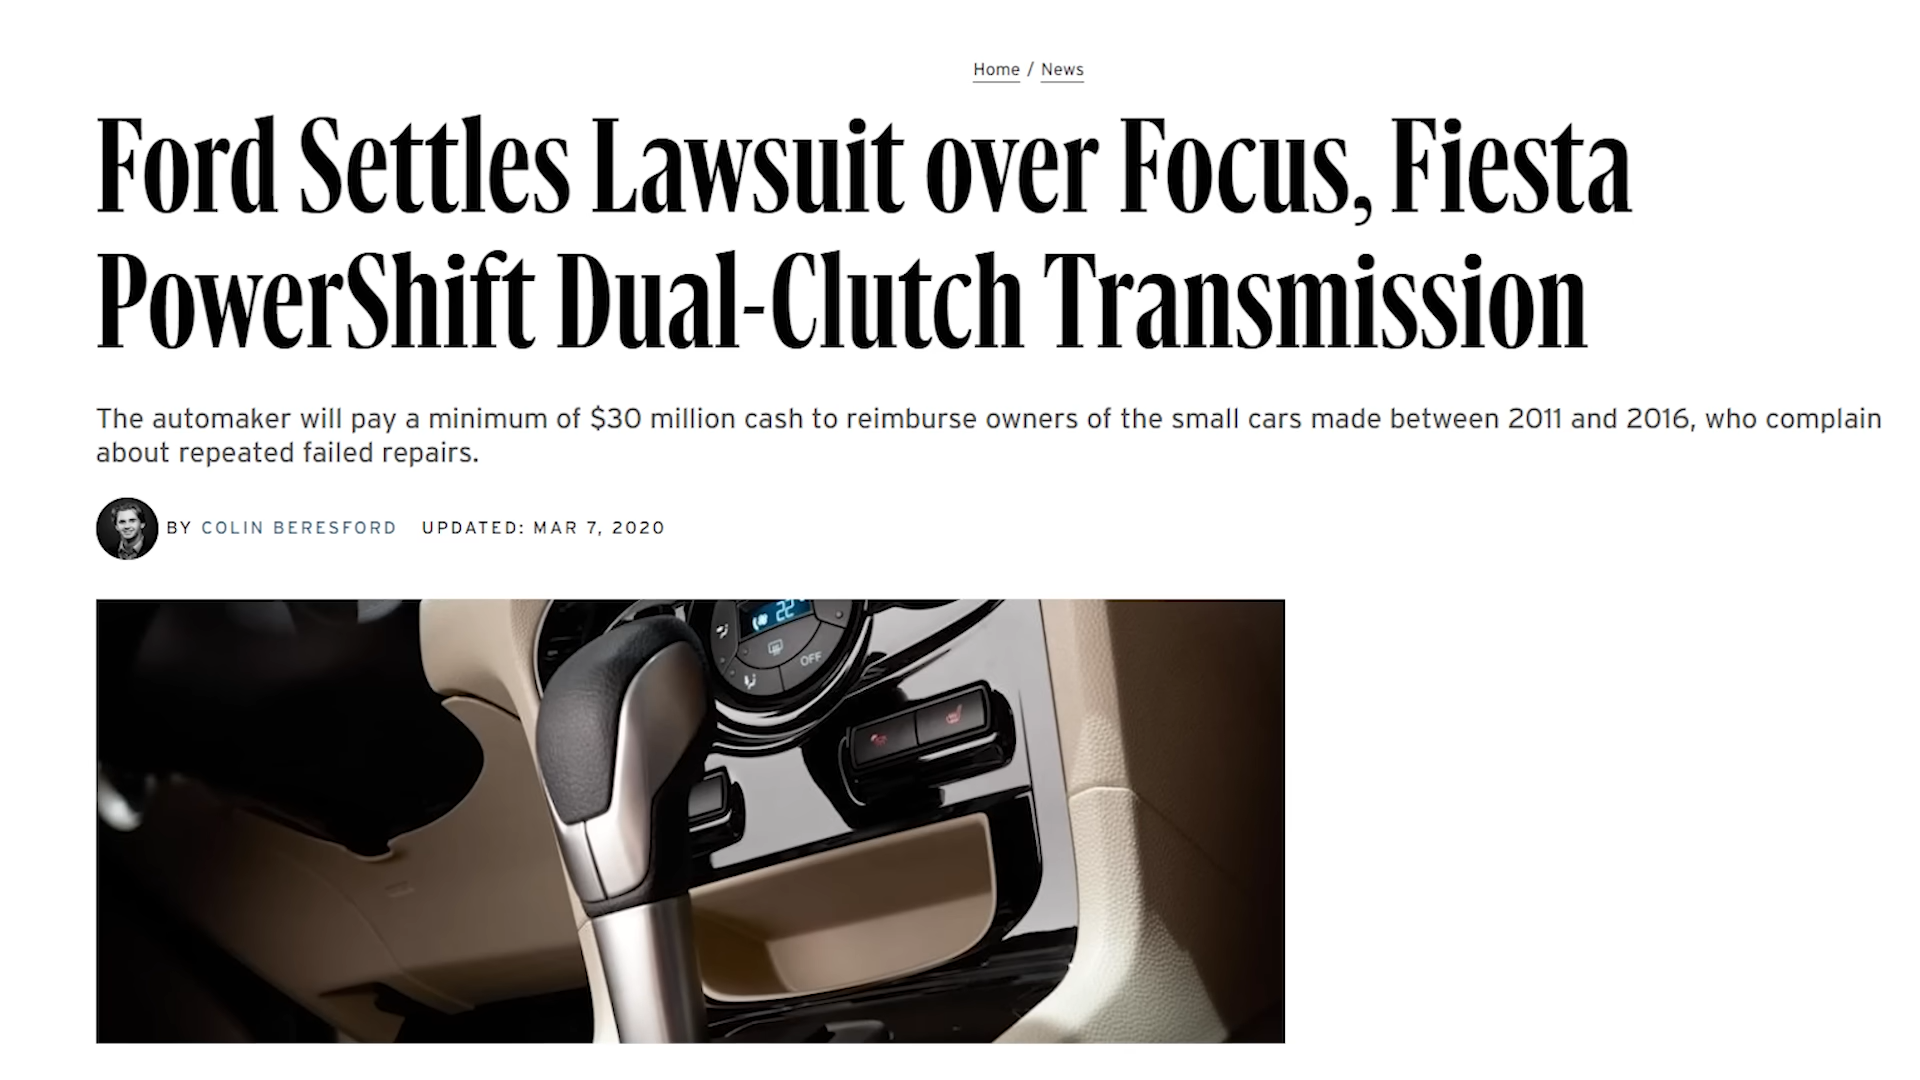 Home / News
Ford Settles Lawsuit over Focus, Fiesta
PowerShift Dual-Clutch Transmission
The automaker will pay a minimum of $30 million cash to reimburse owners of the small cars made between 2011 and 2016, who complain
about repeated failed repairs.
BY COLIN BERESFORD UPDATED: MAR 7, 2020
22°
OFF